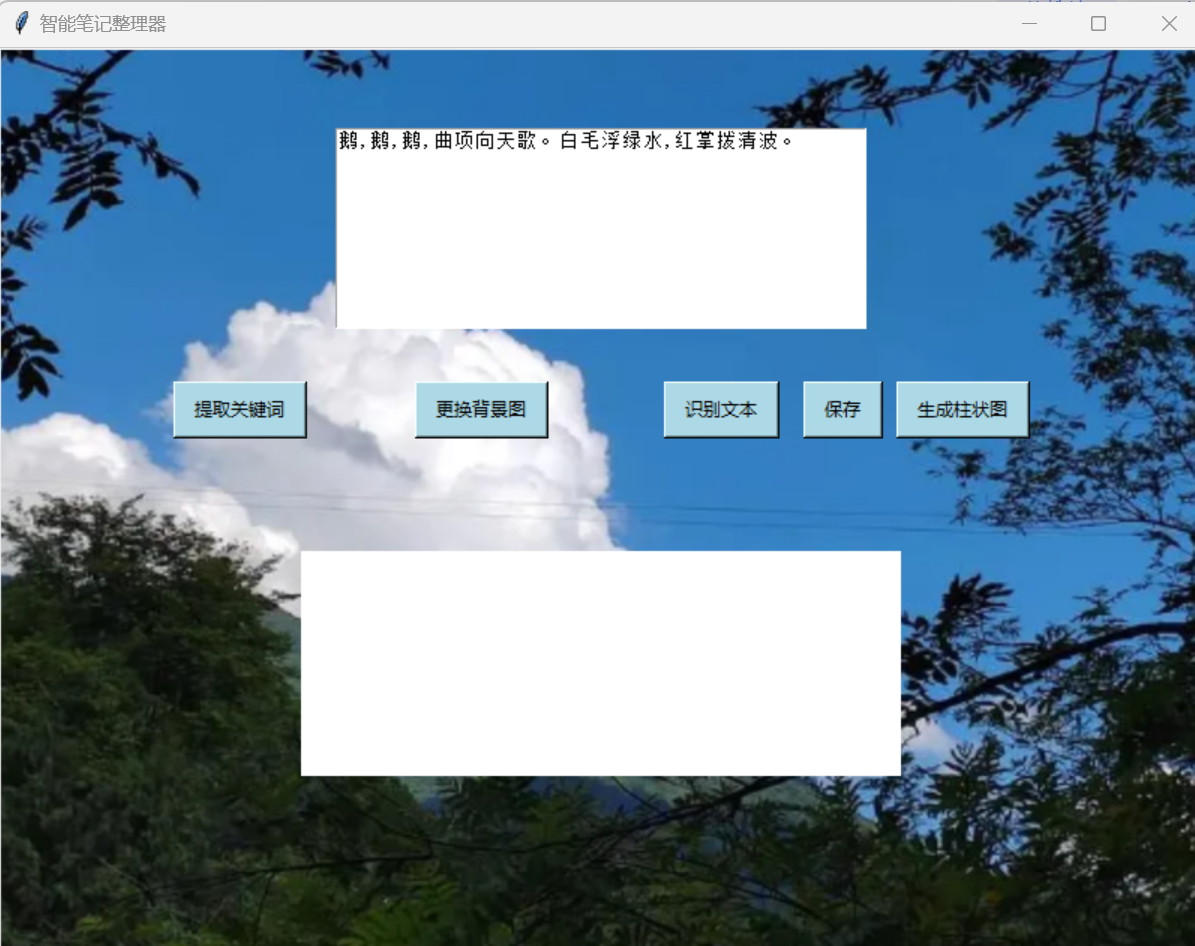 智能笔记整理器
鹅,鹅,鹅,曲项向天歌。白毛浮绿水,红掌拨清波。
提取关键词 更换背景图 识别文本 保存 生成柱状图